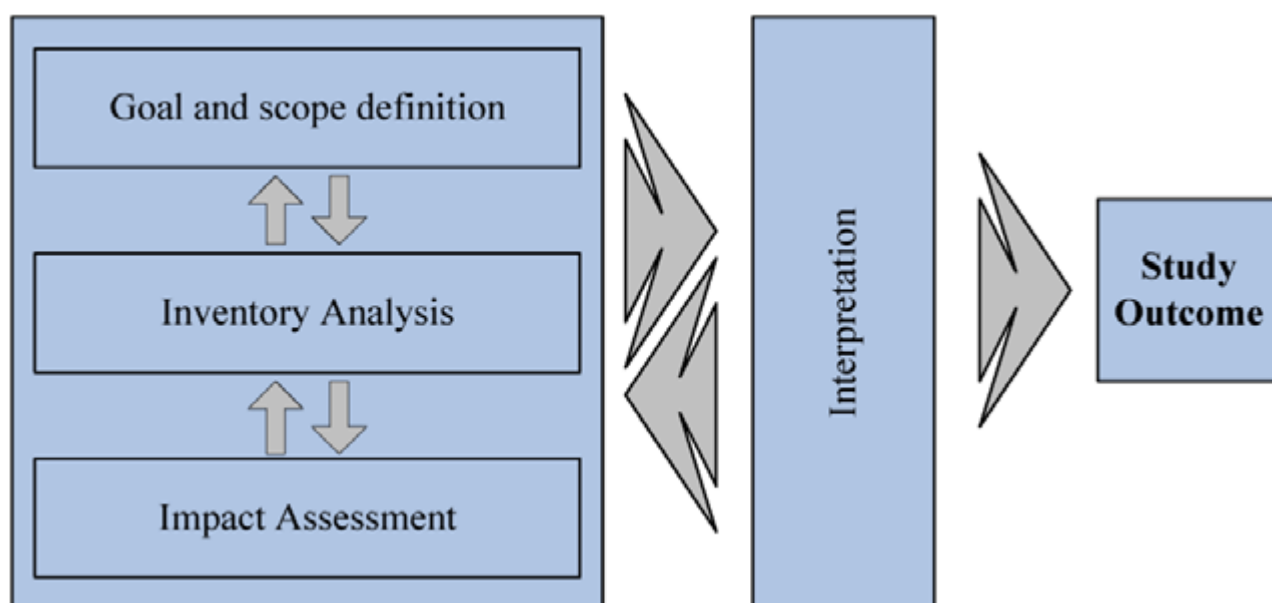 Goal and scope definition
Inventory Analysis
Impact Assessment
Interpretation
Study
Outcome